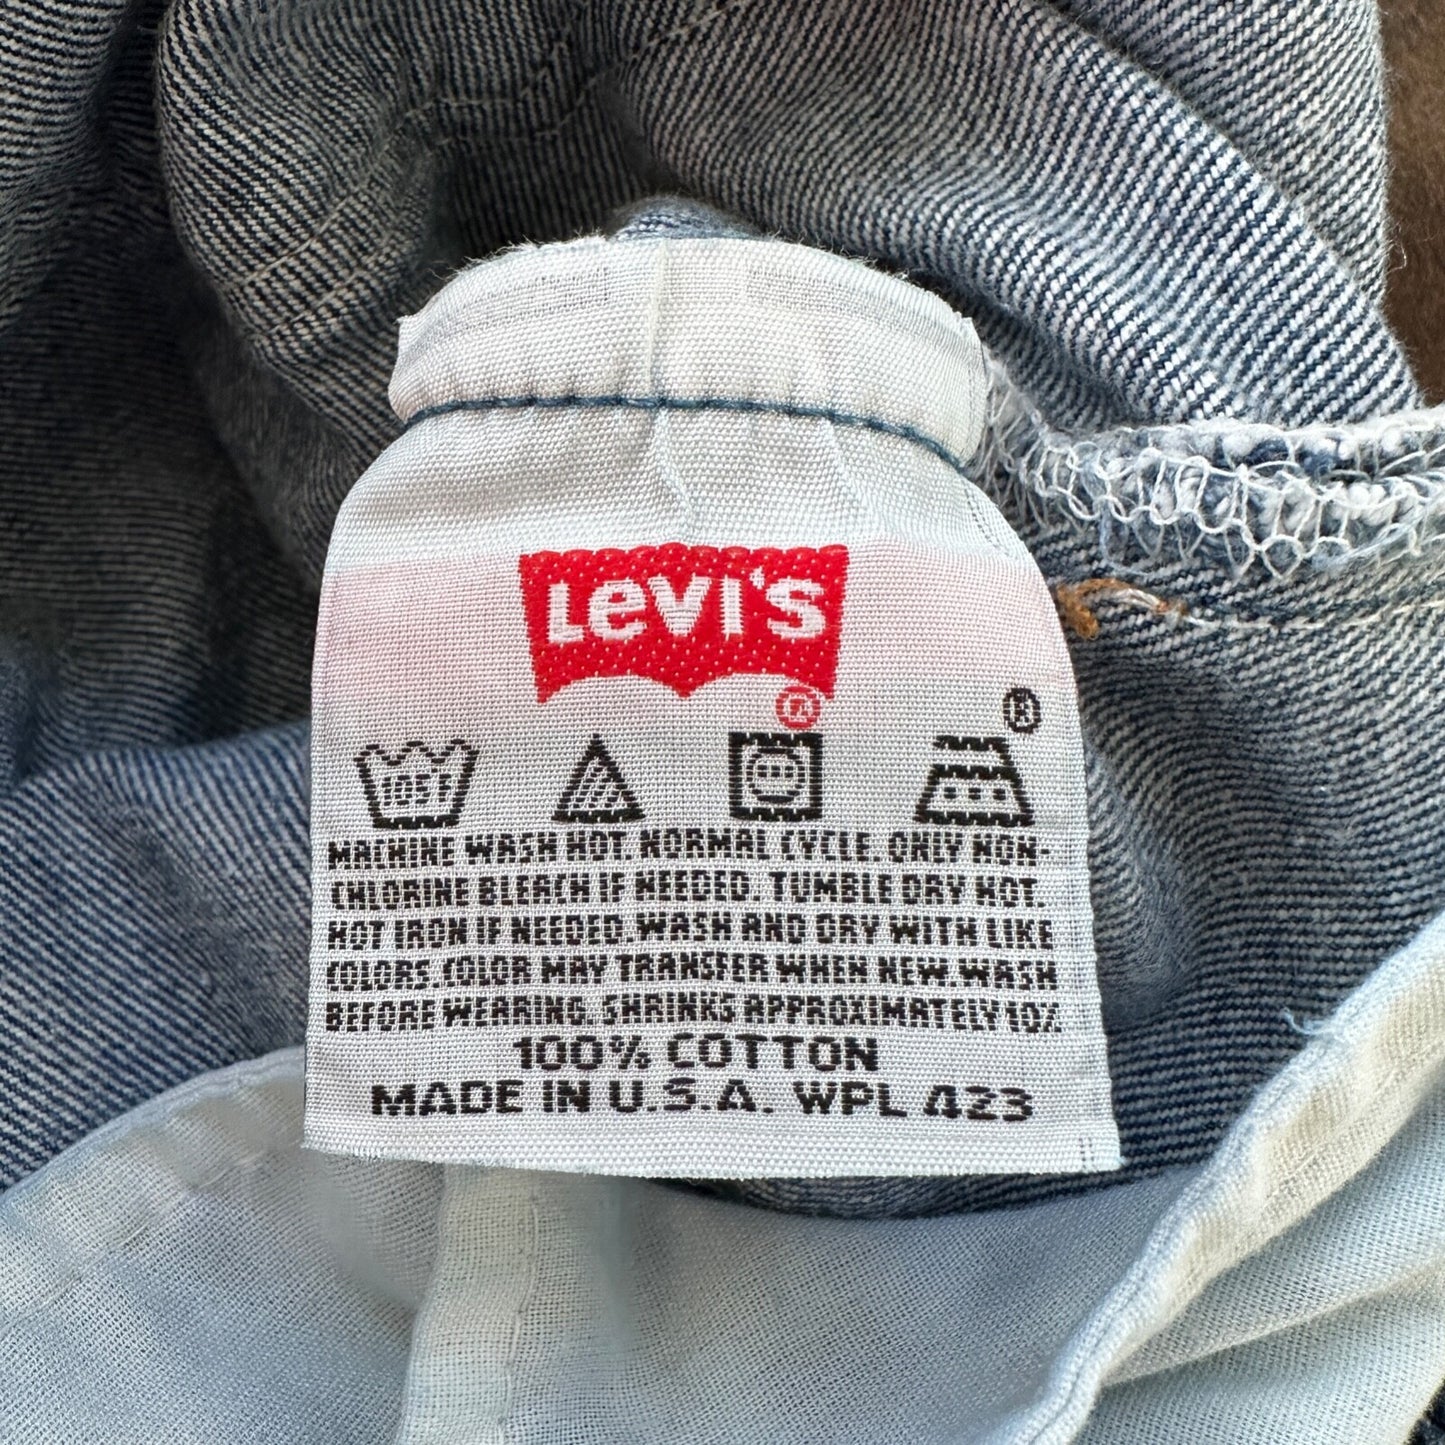 LEVI'S
®
®
105F
MACHINE WASH HOT. NORMAL CYCLE. ONLY NON-
CHLORINE BLEACH IF NEEDED. TUMBLE DRY HOT.
HOT IRON IF NEEDED. WASH AND DRY WITH LIKE
COLORS. COLOR MAY TRANSFER WHEN NEW. WASH
BEFORE WEARING. SHRINKS APPROXIMATELY 10%
100% COTTON
MADE IN U.S.A. WPL 423